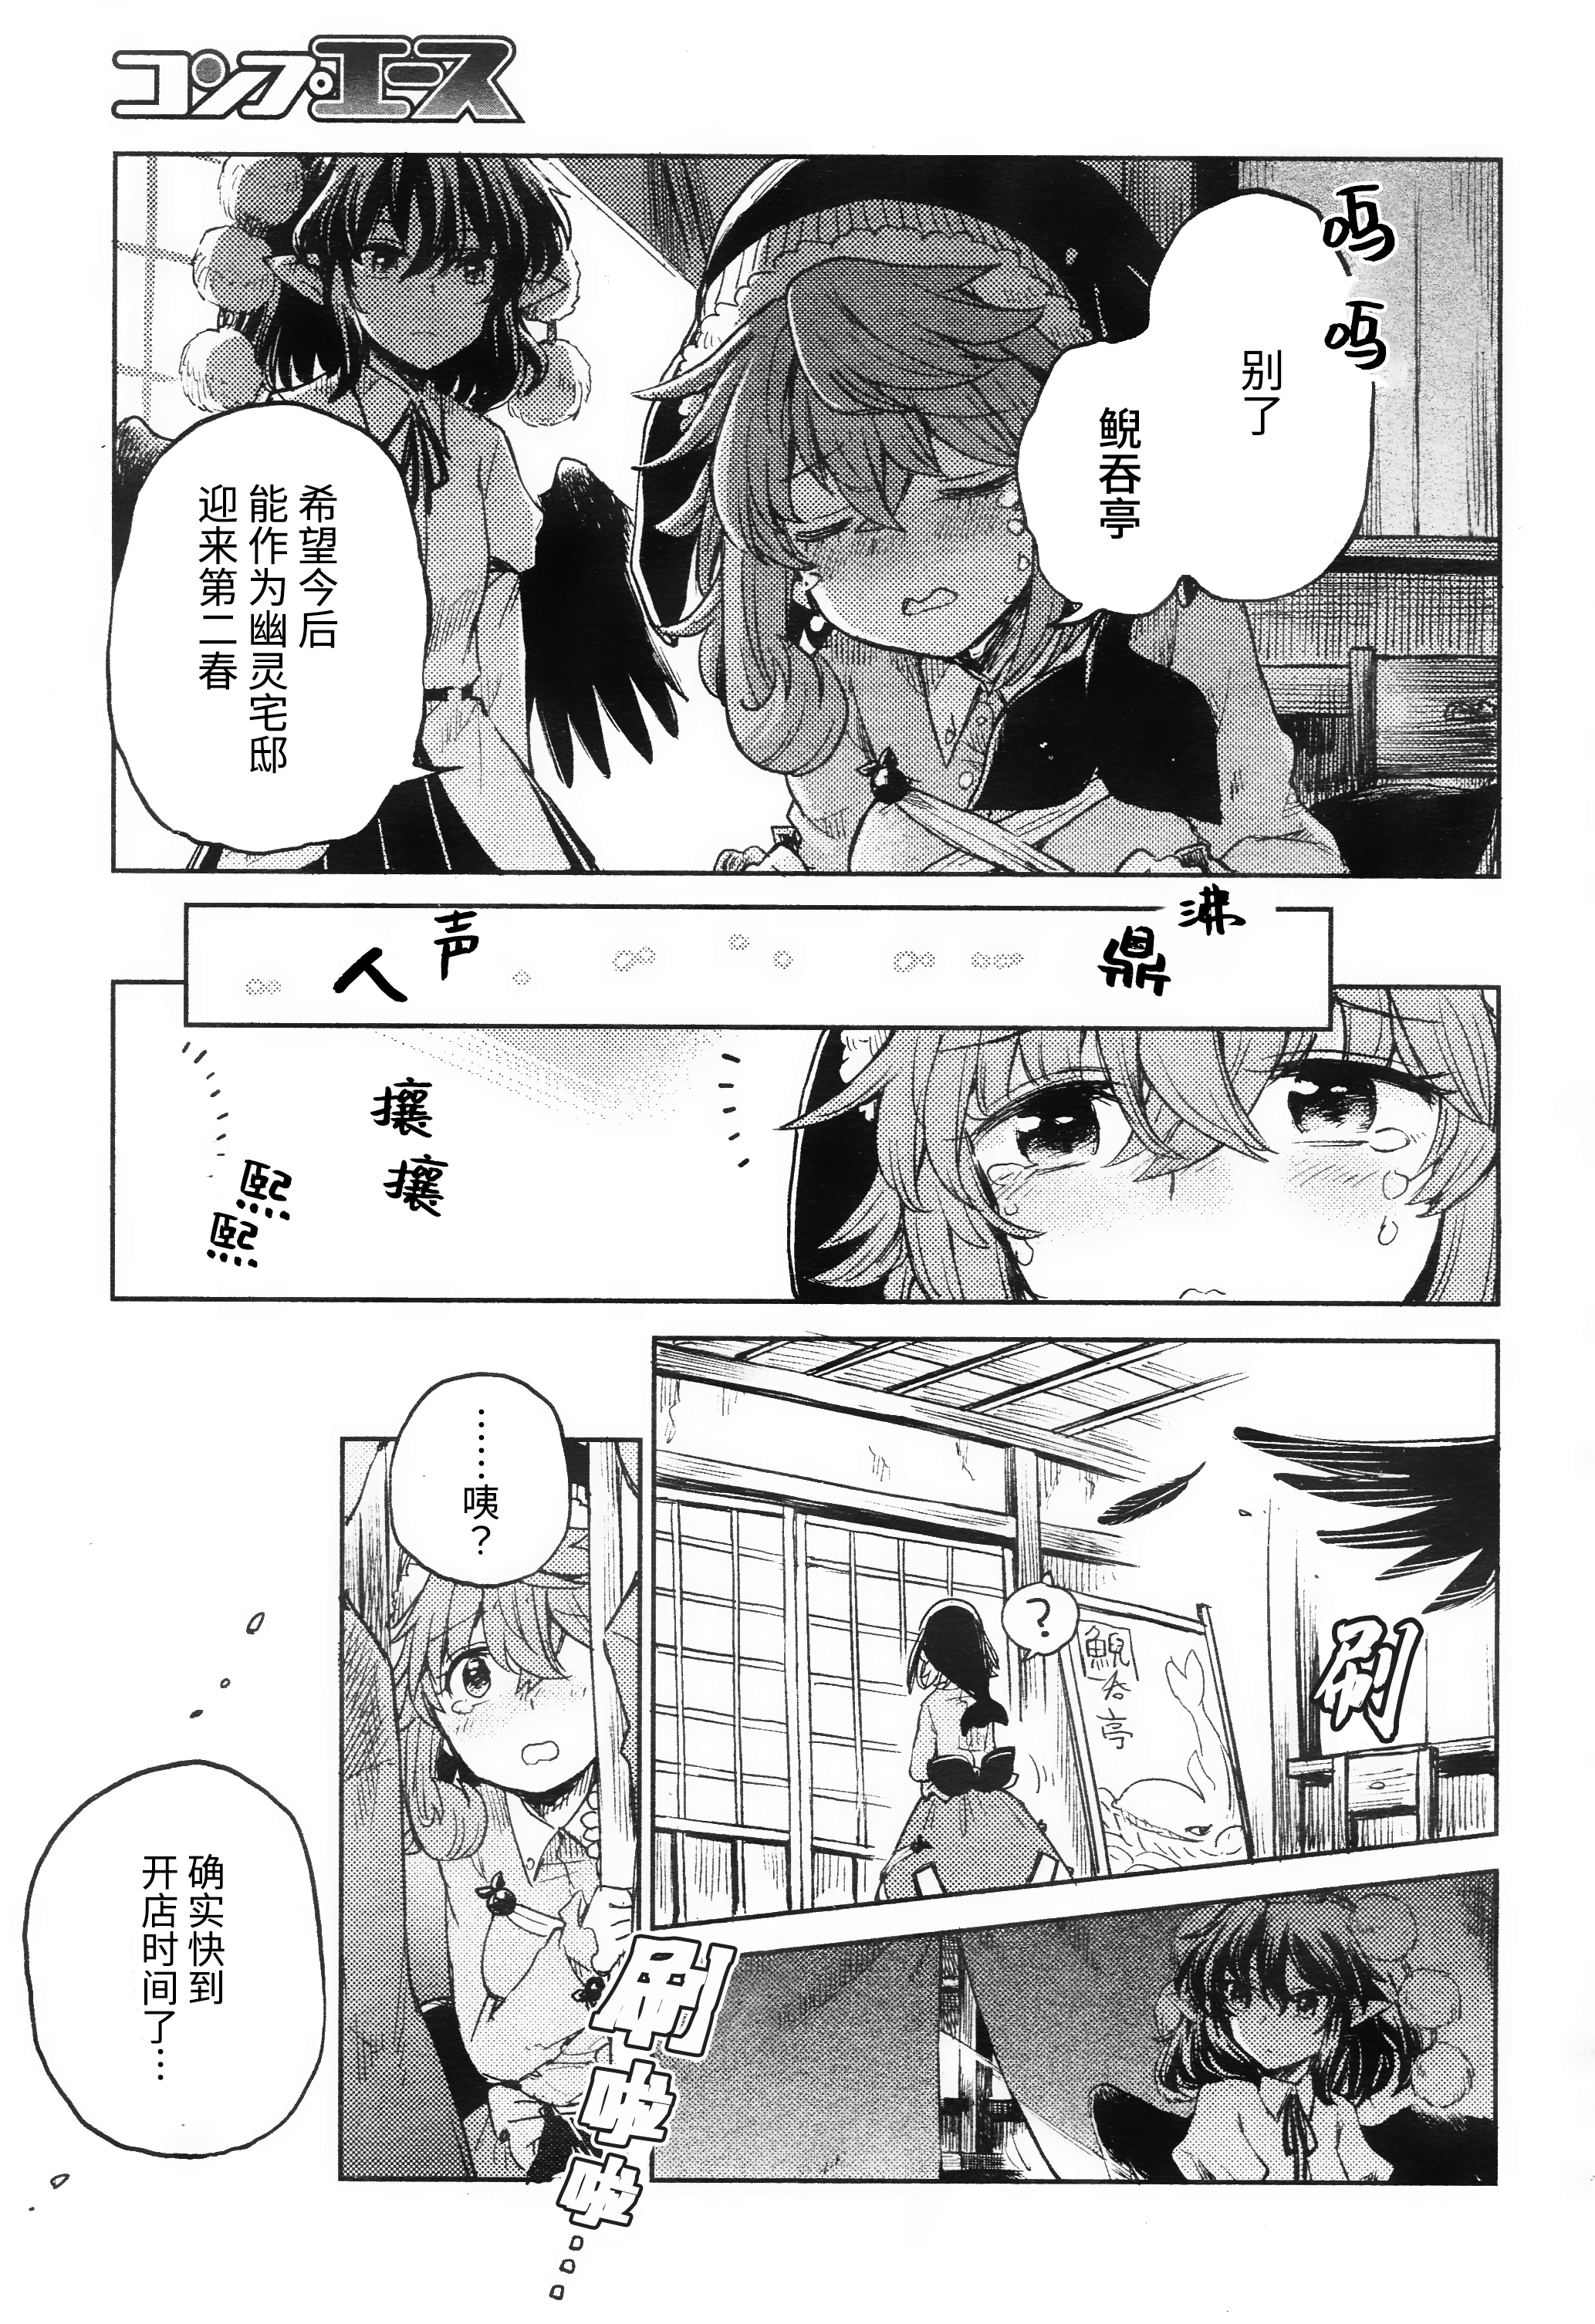 コンプエース
呜
呜
别了
鲵吞亭
希望今后
能作为幽灵宅邸
迎来第二春
沸
鼎
声
人
攘
攘
熙
熙
刷
?
鲵
吞
亭
……咦？
刷
啦
啦
……
确实快到
开店时间了…